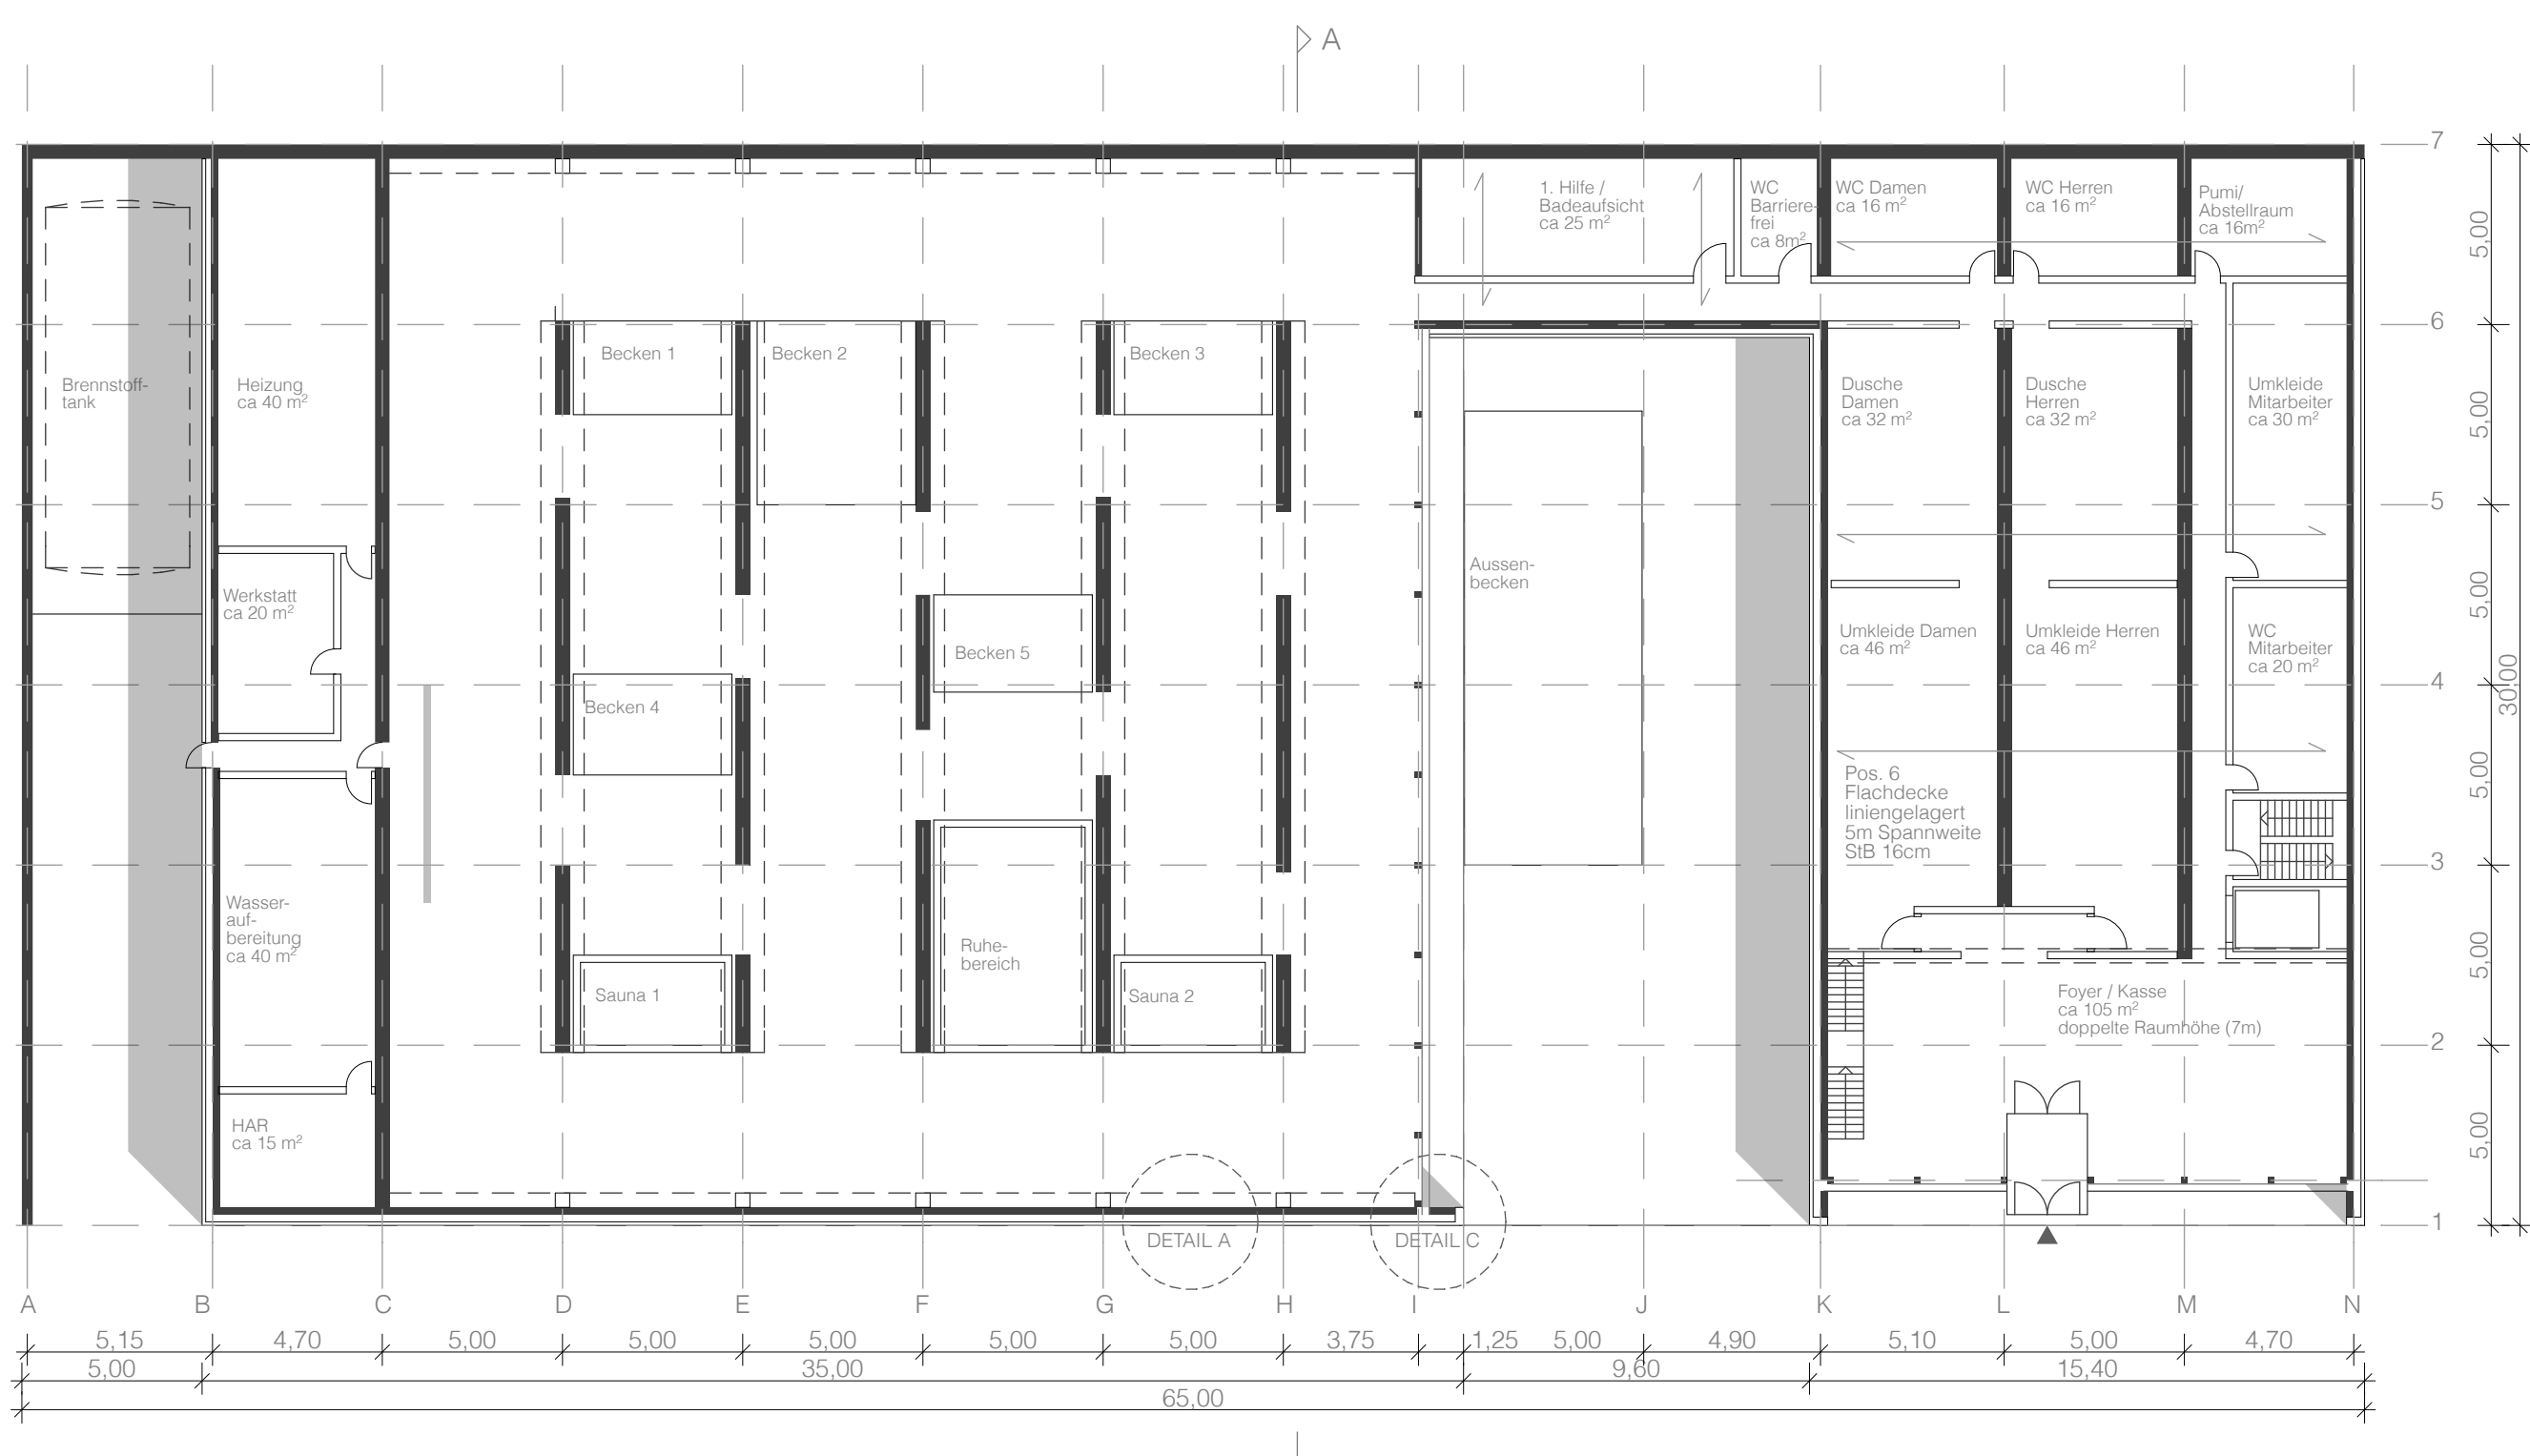 A
7
1. Hilfe /
Badeaufsicht
ca 25 m²
WC
Barriere-
frei
ca 8m²
WC Damen
ca 16 m²
WC Herren
ca 16 m²
Pumi/
Abstellraum
ca 16m²
5,00
6
Becken 1
Becken 2
Becken 3
Brennstoff-
tank
Heizung
ca 40 m²
Dusche
Damen
ca 32 m²
Dusche
Herren
ca 32 m²
Umkleide
Mitarbeiter
ca 30 m²
5,00
5
Aussen-
becken
Werkstatt
ca 20 m²
5,00
Becken 5
Umkleide Damen
ca 46 m²
Umkleide Herren
ca 46 m²
WC
Mitarbeiter
ca 20 m²
4
30,00
Becken 4
5,00
Pos. 6
Flachdecke
liniengelagert
5m Spannweite
StB 16cm
3
Wasser-
auf-
bereitung
ca 40 m²
Ruhe-
bereich
5,00
Sauna 1
Sauna 2
Foyer / Kasse
ca 105 m²
doppelte Raumhöhe (7m)
2
HAR
ca 15 m²
5,00
1
DETAIL A
DETAIL C
A B C D E F G H I J K L M N
5,15 4,70 5,00 5,00 5,00 5,00 5,00 3,75 1,25 5,00 4,90 5,10 5,00 4,70
5,00 35,00 9,60 15,40
65,00